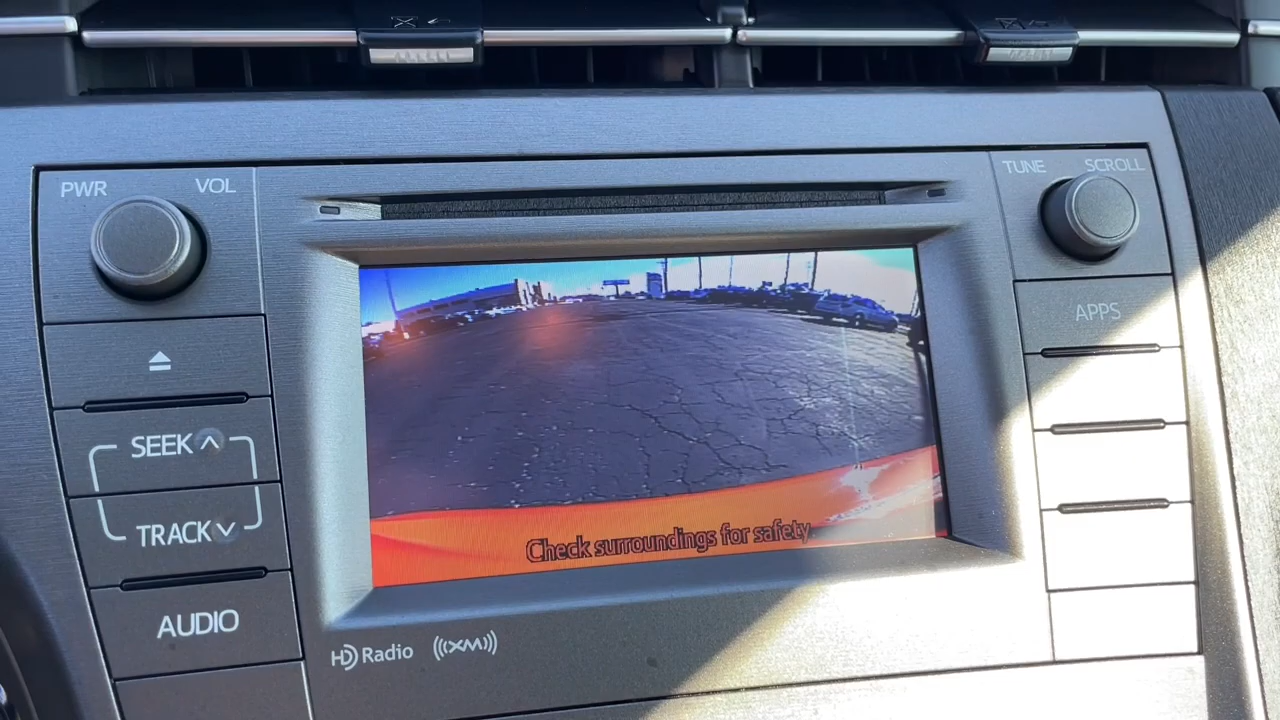 PWR VOL
TUNE SCROLL
APPS
SEEK
TRACK
AUDIO
Check surroundings for safety
HD Radio ((XM))